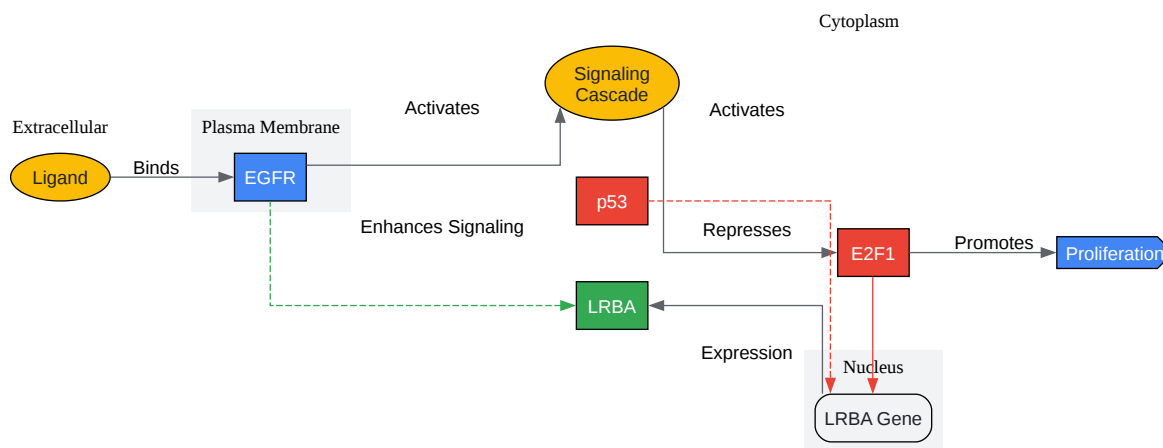 Cytoplasm
Signaling
Cascade
Activates
Activates
Extracellular
Plasma Membrane
Ligand
Binds
EGFR
p53
Enhances Signaling
Represses
E2F1
Promotes
Proliferation
LRBA
Expression
Nucleus
LRBA Gene